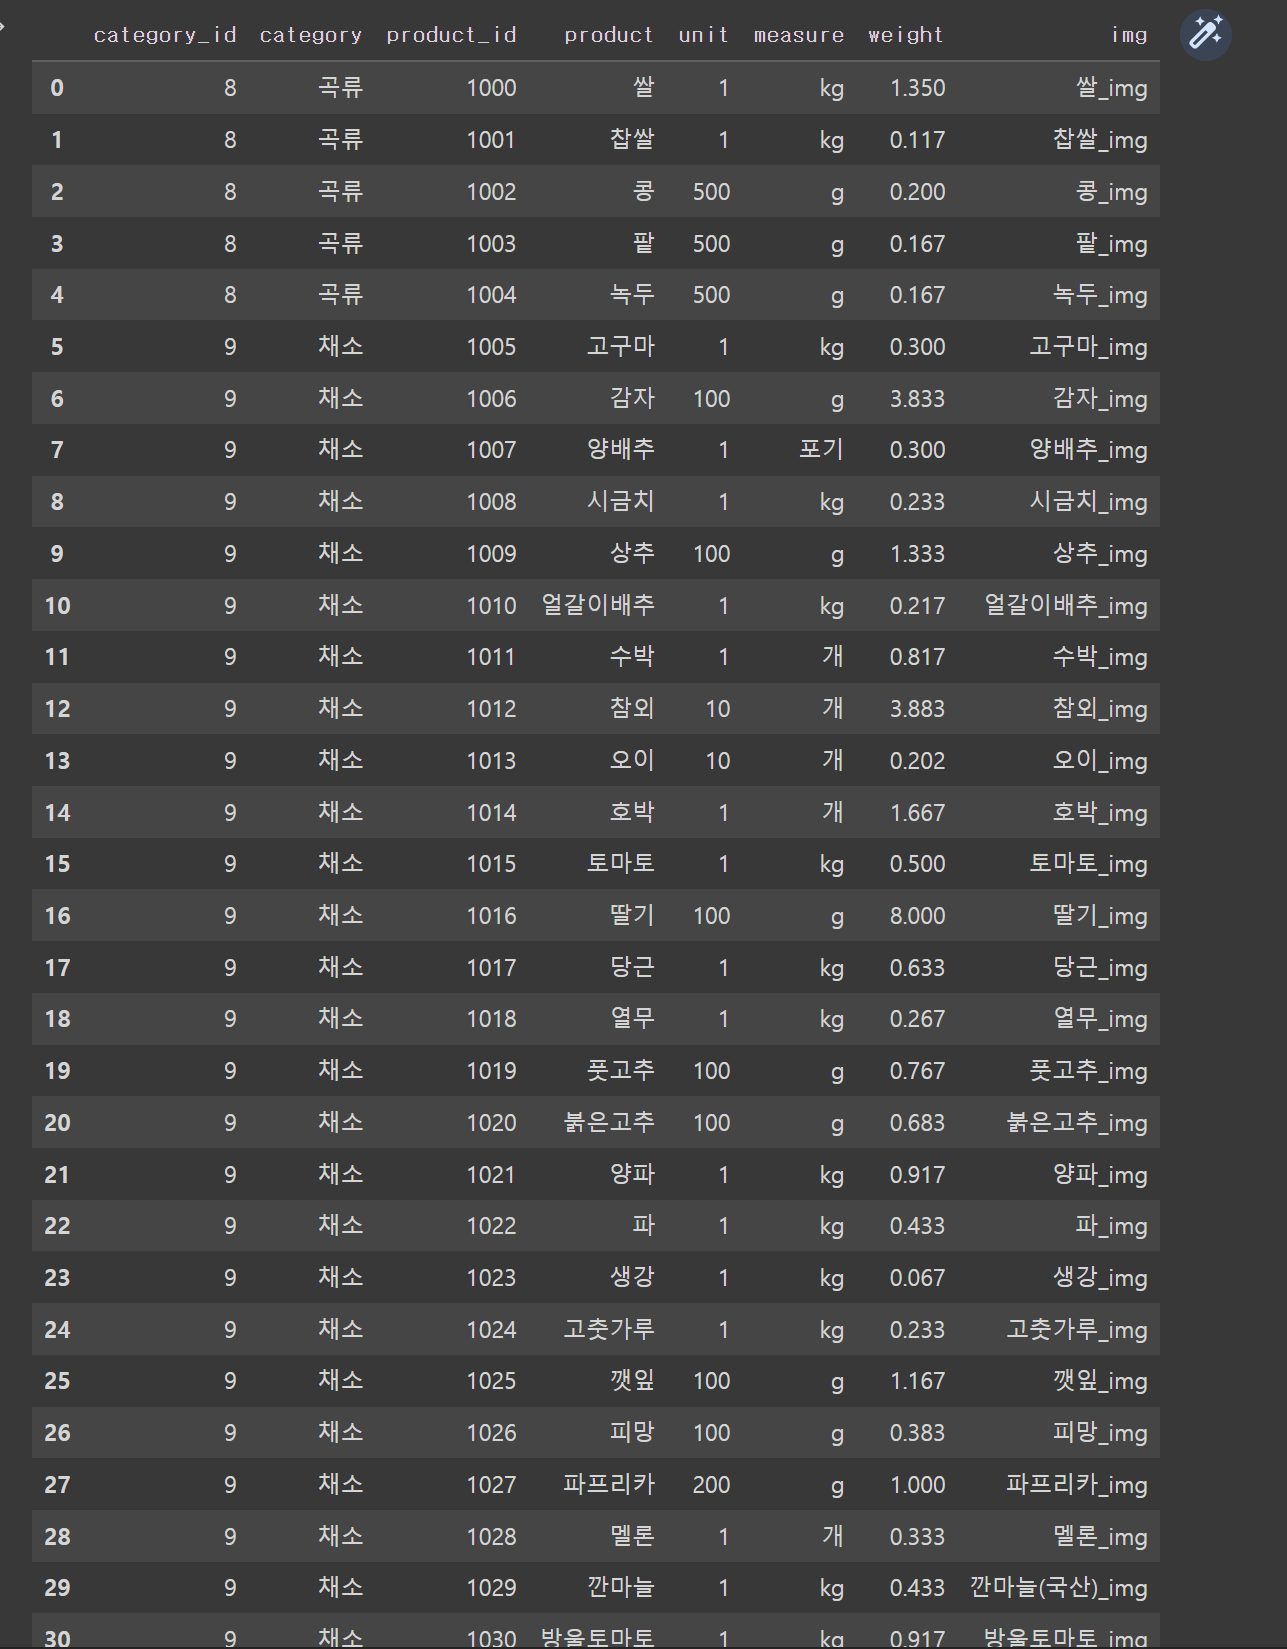 category_id category product_id product unit measure weight img
0 8 곡류 1000 쌀 1 kg 1.350 쌀_img
1 8 곡류 1001 찹쌀 1 kg 0.117 찹쌀_img
2 8 곡류 1002 콩 500 g 0.200 콩_img
3 8 곡류 1003 팥 500 g 0.167 팥_img
4 8 곡류 1004 녹두 500 g 0.167 녹두_img
5 9 채소 1005 고구마 1 kg 0.300 고구마_img
6 9 채소 1006 감자 100 g 3.833 감자_img
7 9 채소 1007 양배추 1 포기 0.300 양배추_img
8 9 채소 1008 시금치 1 kg 0.233 시금치_img
9 9 채소 1009 상추 100 g 1.333 상추_img
10 9 채소 1010 얼갈이배추 1 kg 0.217 얼갈이배추_img
11 9 채소 1011 수박 1 개 0.817 수박_img
12 9 채소 1012 참외 10 개 3.883 참외_img
13 9 채소 1013 오이 10 개 0.202 오이_img
14 9 채소 1014 호박 1 개 1.667 호박_img
15 9 채소 1015 토마토 1 kg 0.500 토마토_img
16 9 채소 1016 딸기 100 g 8.000 딸기_img
17 9 채소 1017 당근 1 kg 0.633 당근_img
18 9 채소 1018 열무 1 kg 0.267 열무_img
19 9 채소 1019 풋고추 100 g 0.767 풋고추_img
20 9 채소 1020 붉은고추 100 g 0.683 붉은고추_img
21 9 채소 1021 양파 1 kg 0.917 양파_img
22 9 채소 1022 파 1 kg 0.433 파_img
23 9 채소 1023 생강 1 kg 0.067 생강_img
24 9 채소 1024 고춧가루 1 kg 0.233 고춧가루_img
25 9 채소 1025 깻잎 100 g 1.167 깻잎_img
26 9 채소 1026 피망 100 g 0.383 피망_img
27 9 채소 1027 파프리카 200 g 1.000 파프리카_img
28 9 채소 1028 멜론 1 개 0.333 멜론_img
29 9 채소 1029 깐마늘 1 kg 0.433 깐마늘(국산)_img
30 9 채소 1030 방울토마토 1 kg 0.917 방울토마토_img